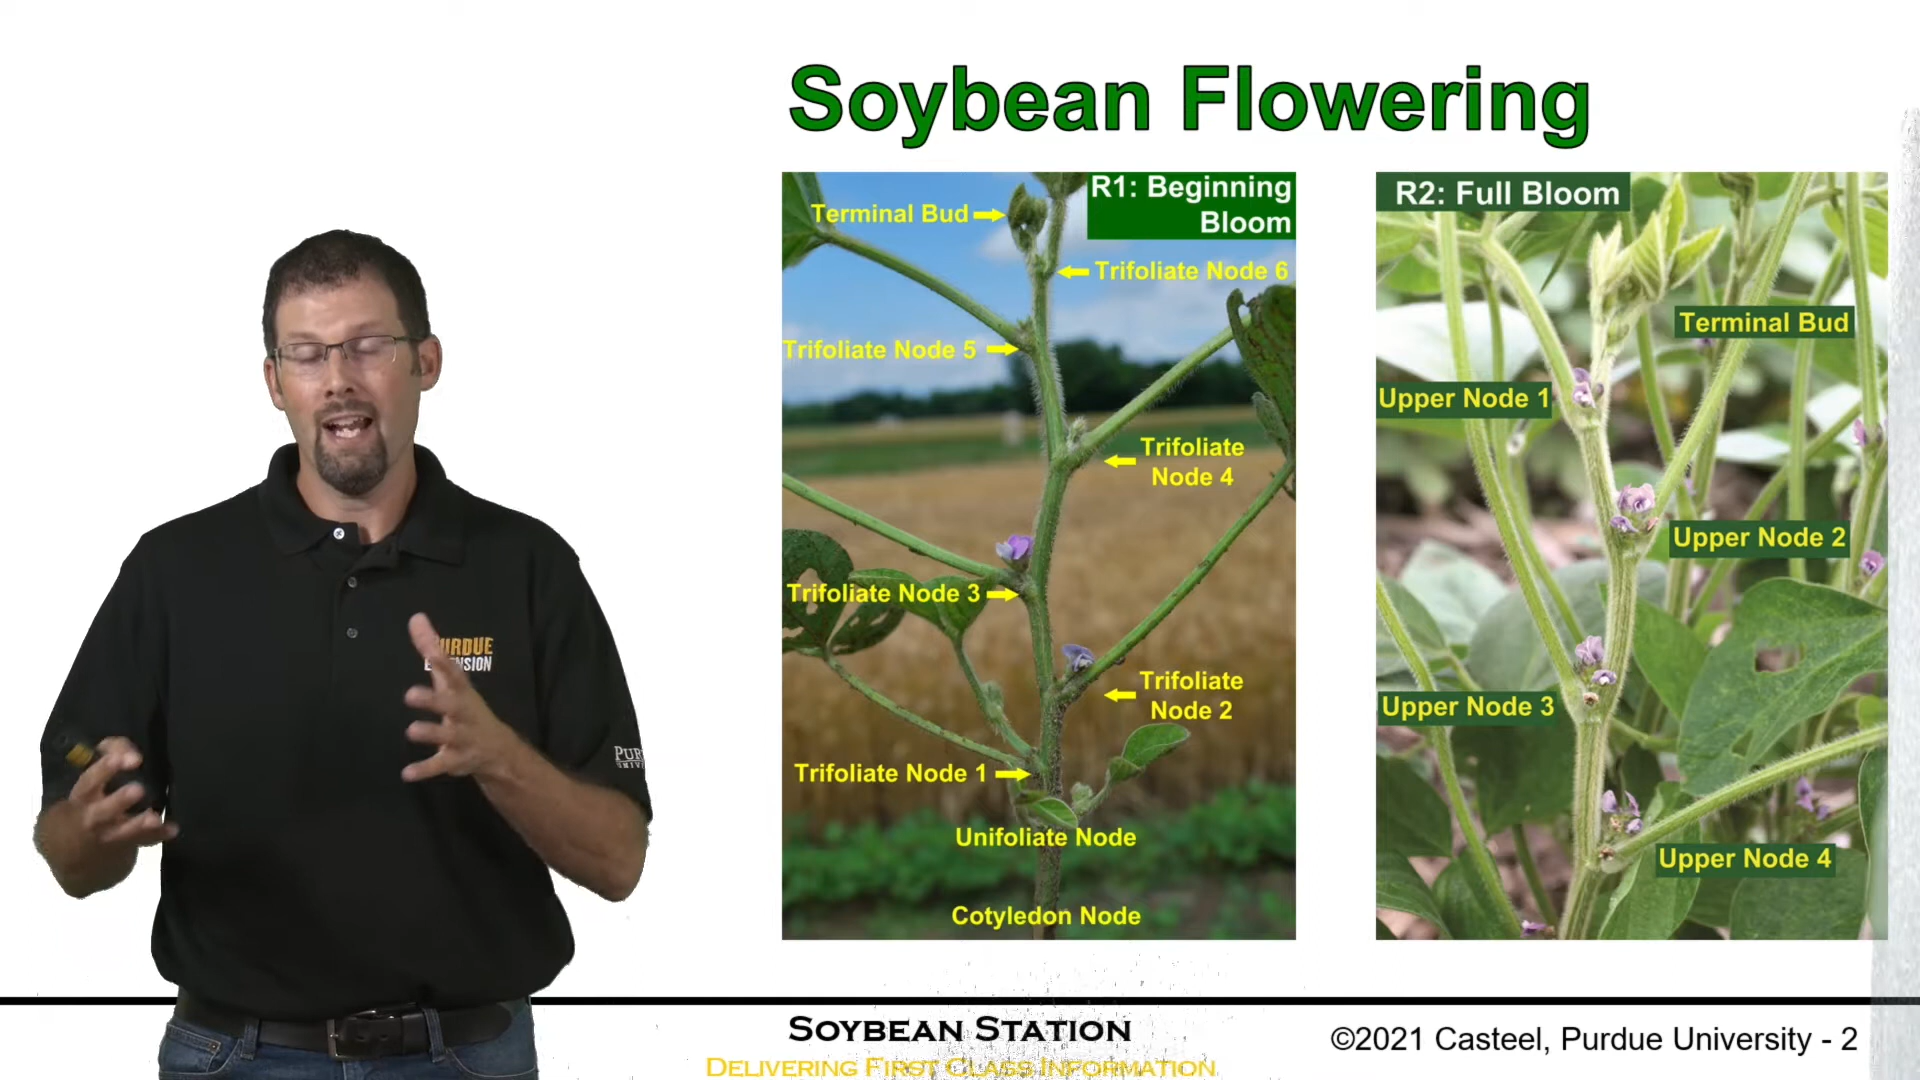 Soybean Flowering
R1: Beginning
Bloom
Terminal Bud
Trifoliate Node 6
Trifoliate Node 5
Trifoliate
Node 4
Trifoliate Node 3
Trifoliate
Node 2
Trifoliate Node 1
Unifoliate Node
Cotyledon Node
R2: Full Bloom
Terminal Bud
Upper Node 1
Upper Node 2
Upper Node 3
Upper Node 4
SOYBEAN STATION
DELIVERING FIRST CLASS INFORMATION
©2021 Casteel, Purdue University - 2